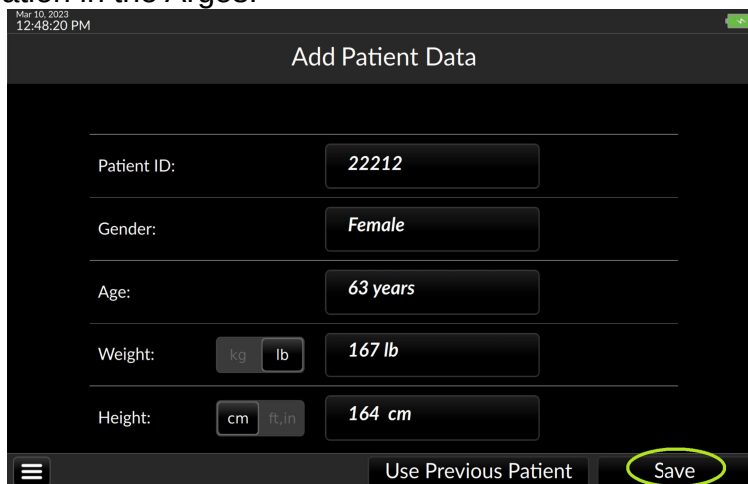 Mar 10, 2023
12:48:20 PM
Add Patient Data
Patient ID: 22212
Gender: Female
Age: 63 years
Weight: kg lb 167 lb
Height: cm ft,in 164 cm
Use Previous Patient Save